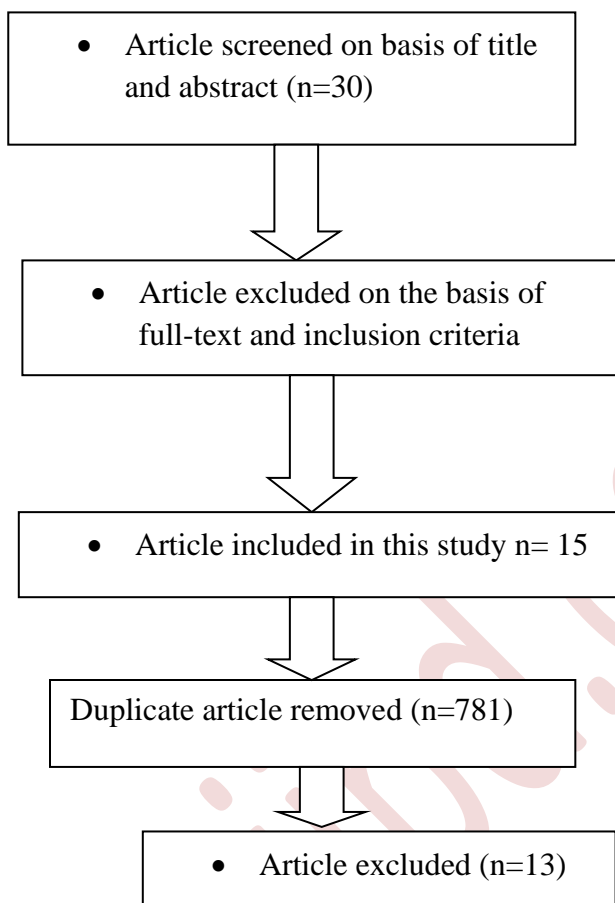 • Article screened on basis of title
and abstract (n=30)
• Article excluded on the basis of
full-text and inclusion criteria
• Article included in this study n= 15
Duplicate article removed (n=781)
• Article excluded (n=13)